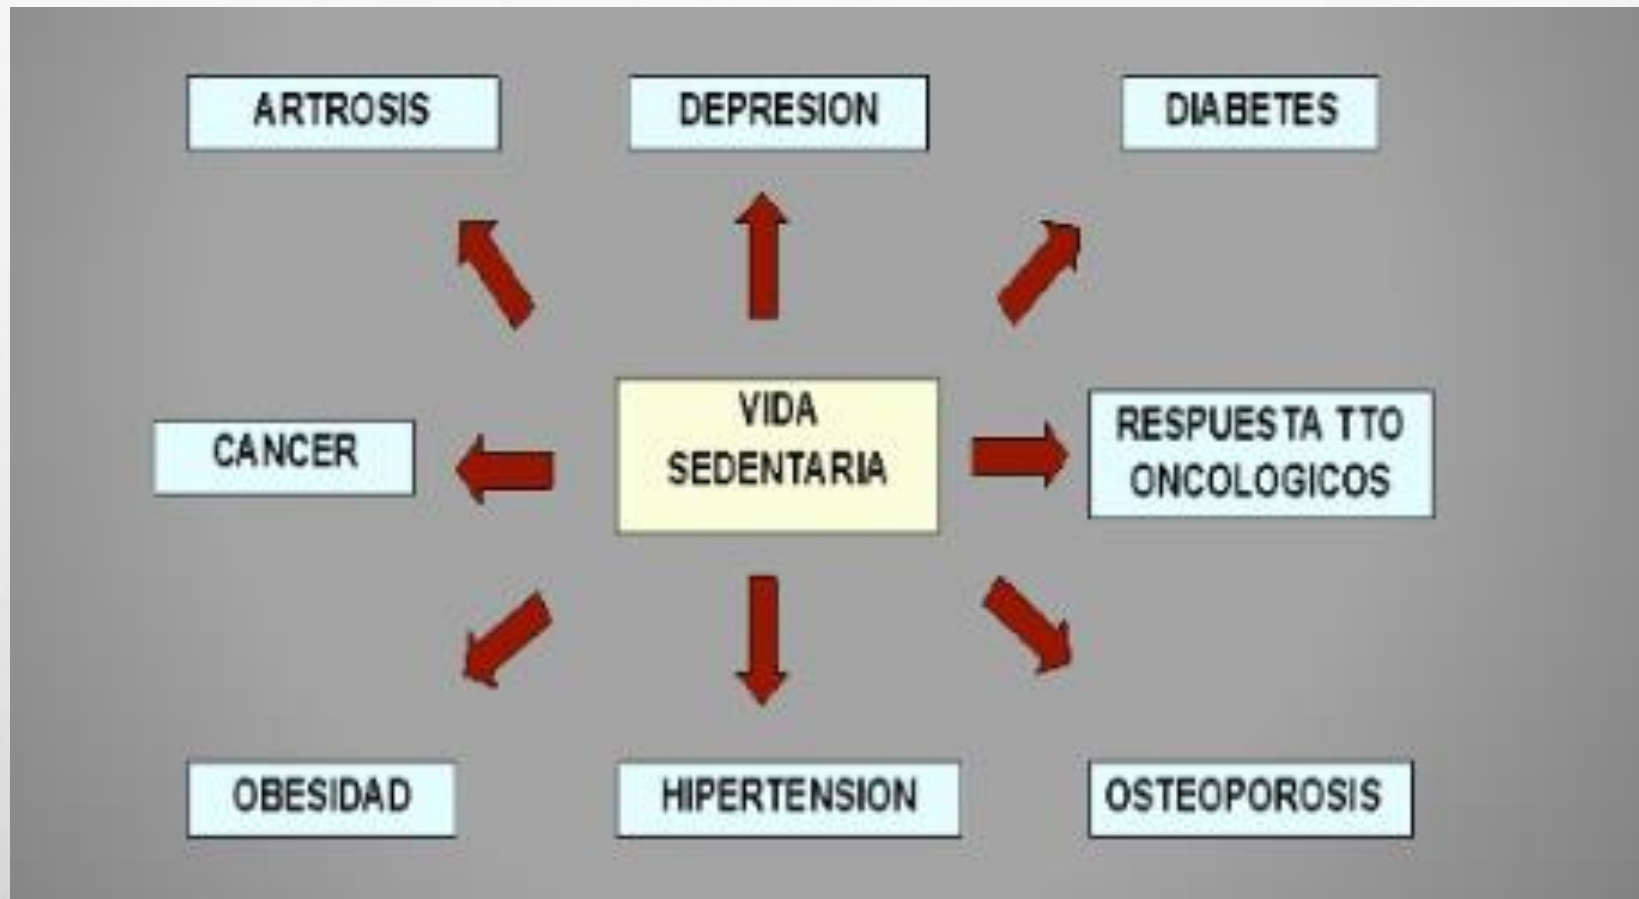 ARTROSIS
DEPRESION
DIABETES
CANCER
VIDA
SEDENTARIA
RESPUESTA TTO
ONCOLOGICOS
OBESIDAD
HIPERTENSION
OSTEOPOROSIS